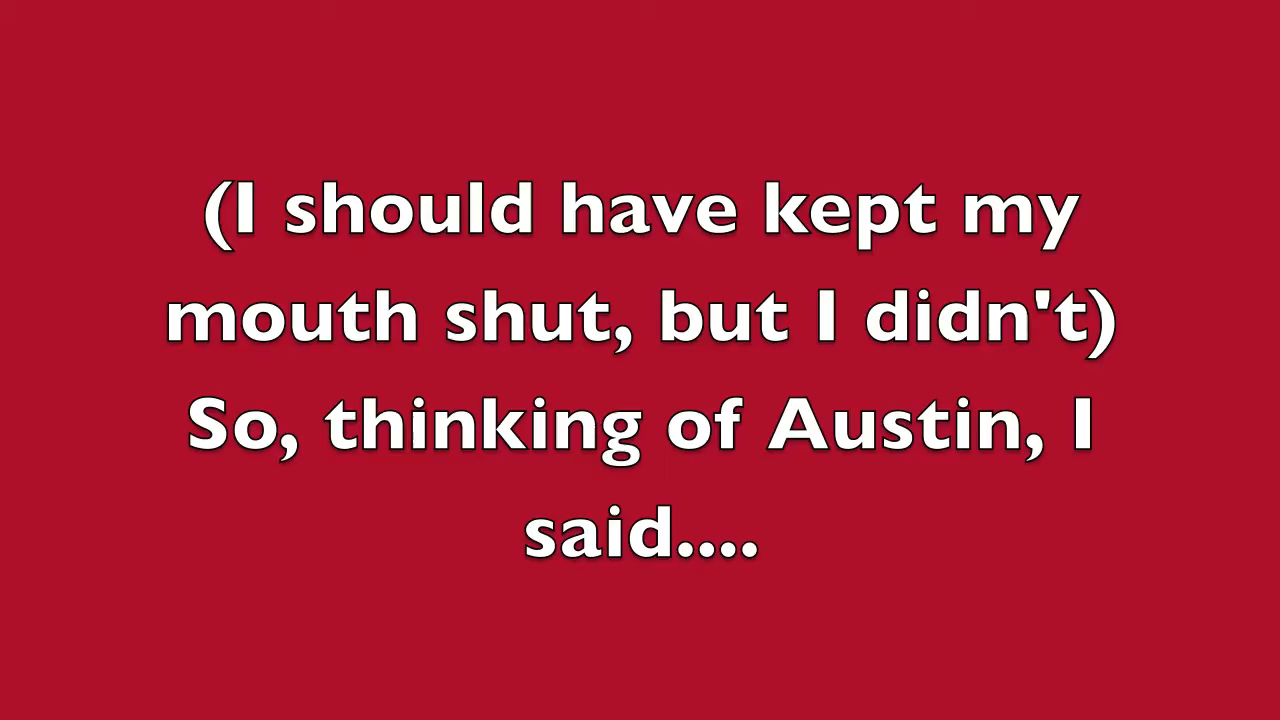 (I should have kept my
mouth shut, but I didn't)
So, thinking of Austin, I
said....